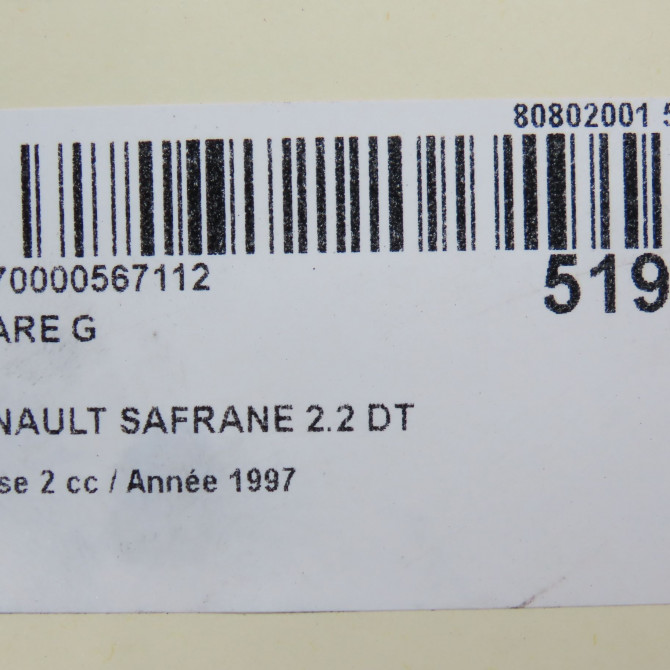 80802001 5
70000567112
519
ARE G
NAULT SAFRANE 2.2 DT
se 2 cc / Année 1997